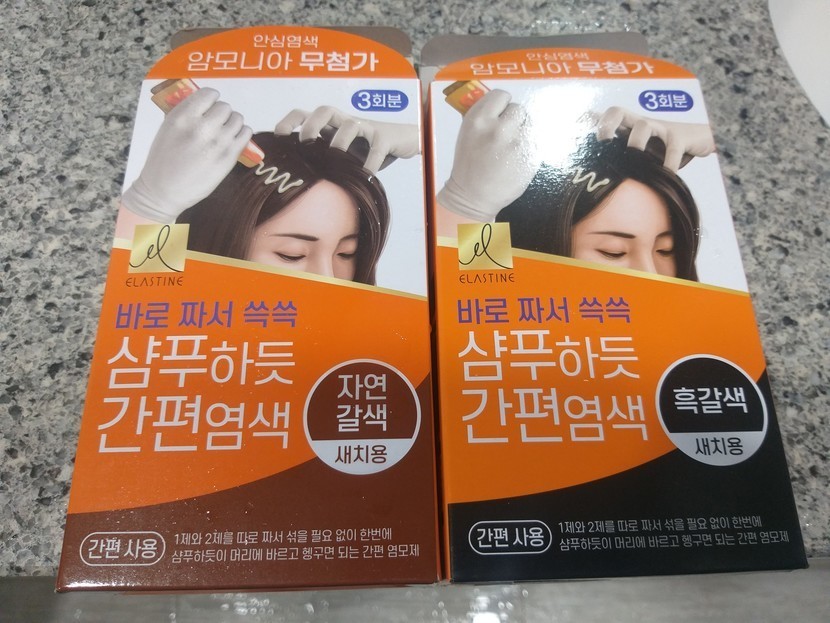 안심염색
암모니아 무첨가
3회분
ELASTINE
바로 짜서 쓱쓱
샴푸하듯
간편염색
자연
갈색
새치용
간편 사용
1제와 2제를 따로 짜서 섞을 필요 없이 한번에
샴푸하듯이 머리에 바르고 헹구면 되는 간편 염모제
안심염색
암모니아 무첨가
3회분
ELASTINE
바로 짜서 쓱쓱
샴푸하듯
간편염색
흑갈색
새치용
간편 사용
1제와 2제를 따로 짜서 섞을 필요 없이 한번에
샴푸하듯이 머리에 바르고 헹구면 되는 간편 염모제